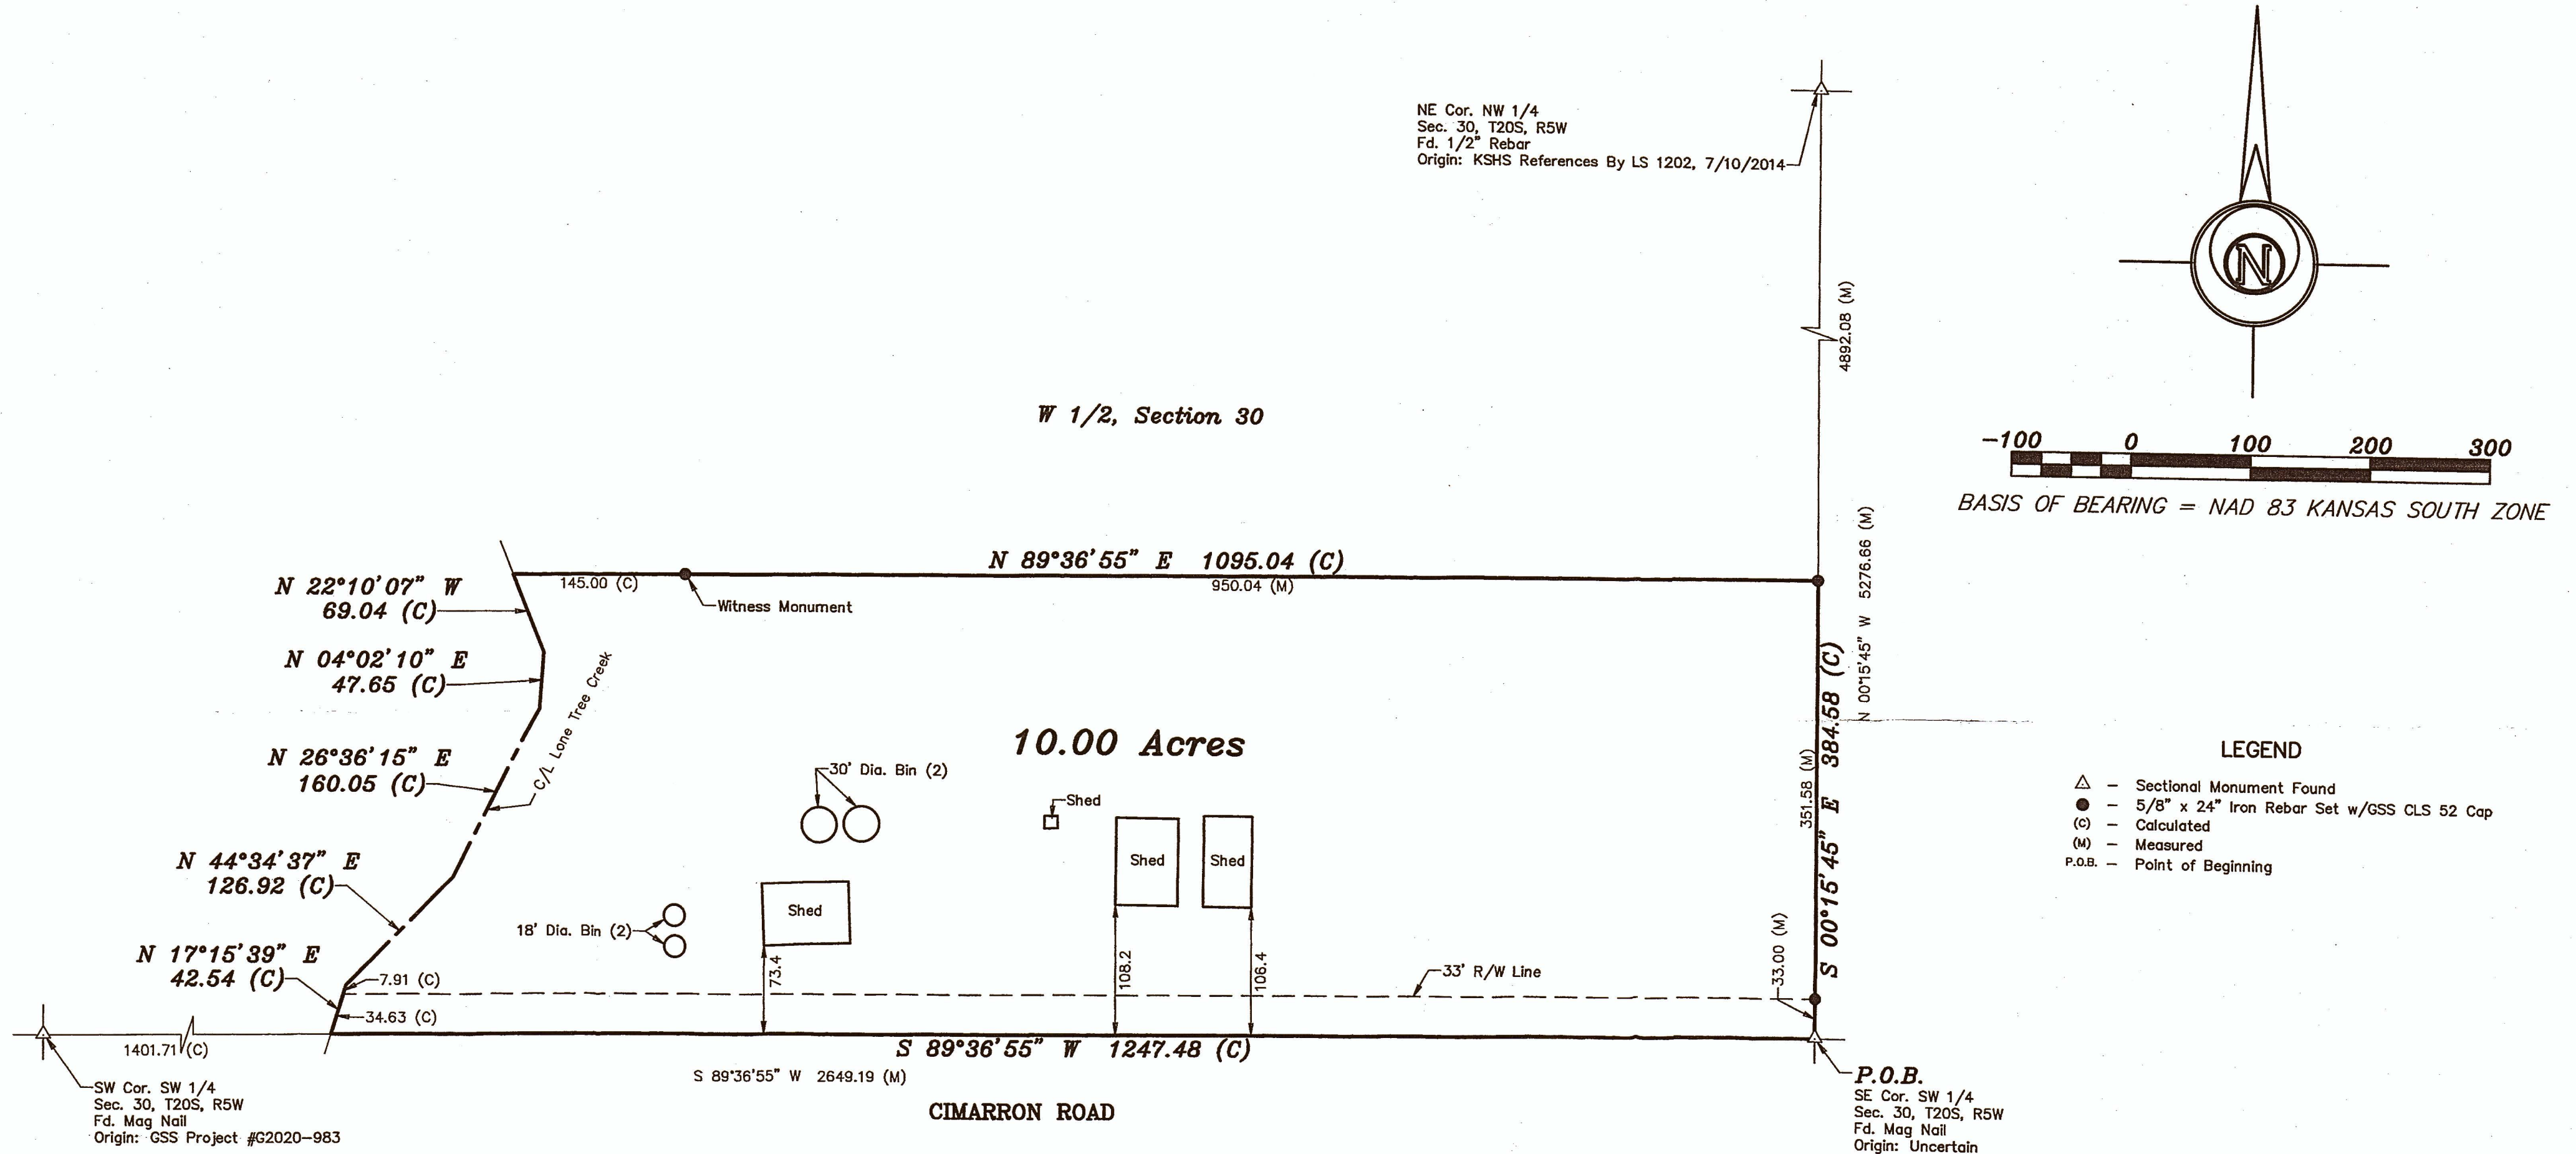 NE Cor. NW 1/4
Sec. 30, T20S, R5W
Fd. 1/2" Rebar
Origin: KSHS References By LS 1202, 7/10/2014
N
4892.08 (M)
W 1/2, Section 30
-100 0 100 200 300
BASIS OF BEARING = NAD 83 KANSAS SOUTH ZONE
N 00°15'45" W 5276.66 (M)
N 89°36'55" E 1095.04 (C)
145.00 (C)
950.04 (M)
Witness Monument
N 22°10'07" W
69.04 (C)
N 04°02'10" E
47.65 (C)
C/L Lone Tree Creek
N 26°36'15" E
160.05 (C)
10.00 Acres
30' Dia. Bin (2)
Shed
Shed
Shed
351.58 (M)
S 00°15'45" E 384.58 (C)
LEGEND
Sectional Monument Found
5/8" x 24" Iron Rebar Set w/GSS CLS 52 Cap
(C) - Calculated
(M) - Measured
P.O.B. - Point of Beginning
N 44°34'37" E
126.92 (C)
Shed
18' Dia. Bin (2)
N 17°15'39" E
42.54 (C)
7.91 (C)
34.63 (C)
73.4
108.2
106.4
33' R/W Line
33.00 (M)
1401.71 (C)
S 89°36'55" W 1247.48 (C)
S 89°36'55" W 2649.19 (M)
CIMARRON ROAD
SW Cor. SW 1/4
Sec. 30, T20S, R5W
Fd. Mag Nail
Origin: GSS Project #G2020-983
P.O.B.
SE Cor. SW 1/4
Sec. 30, T20S, R5W
Fd. Mag Nail
Origin: Uncertain